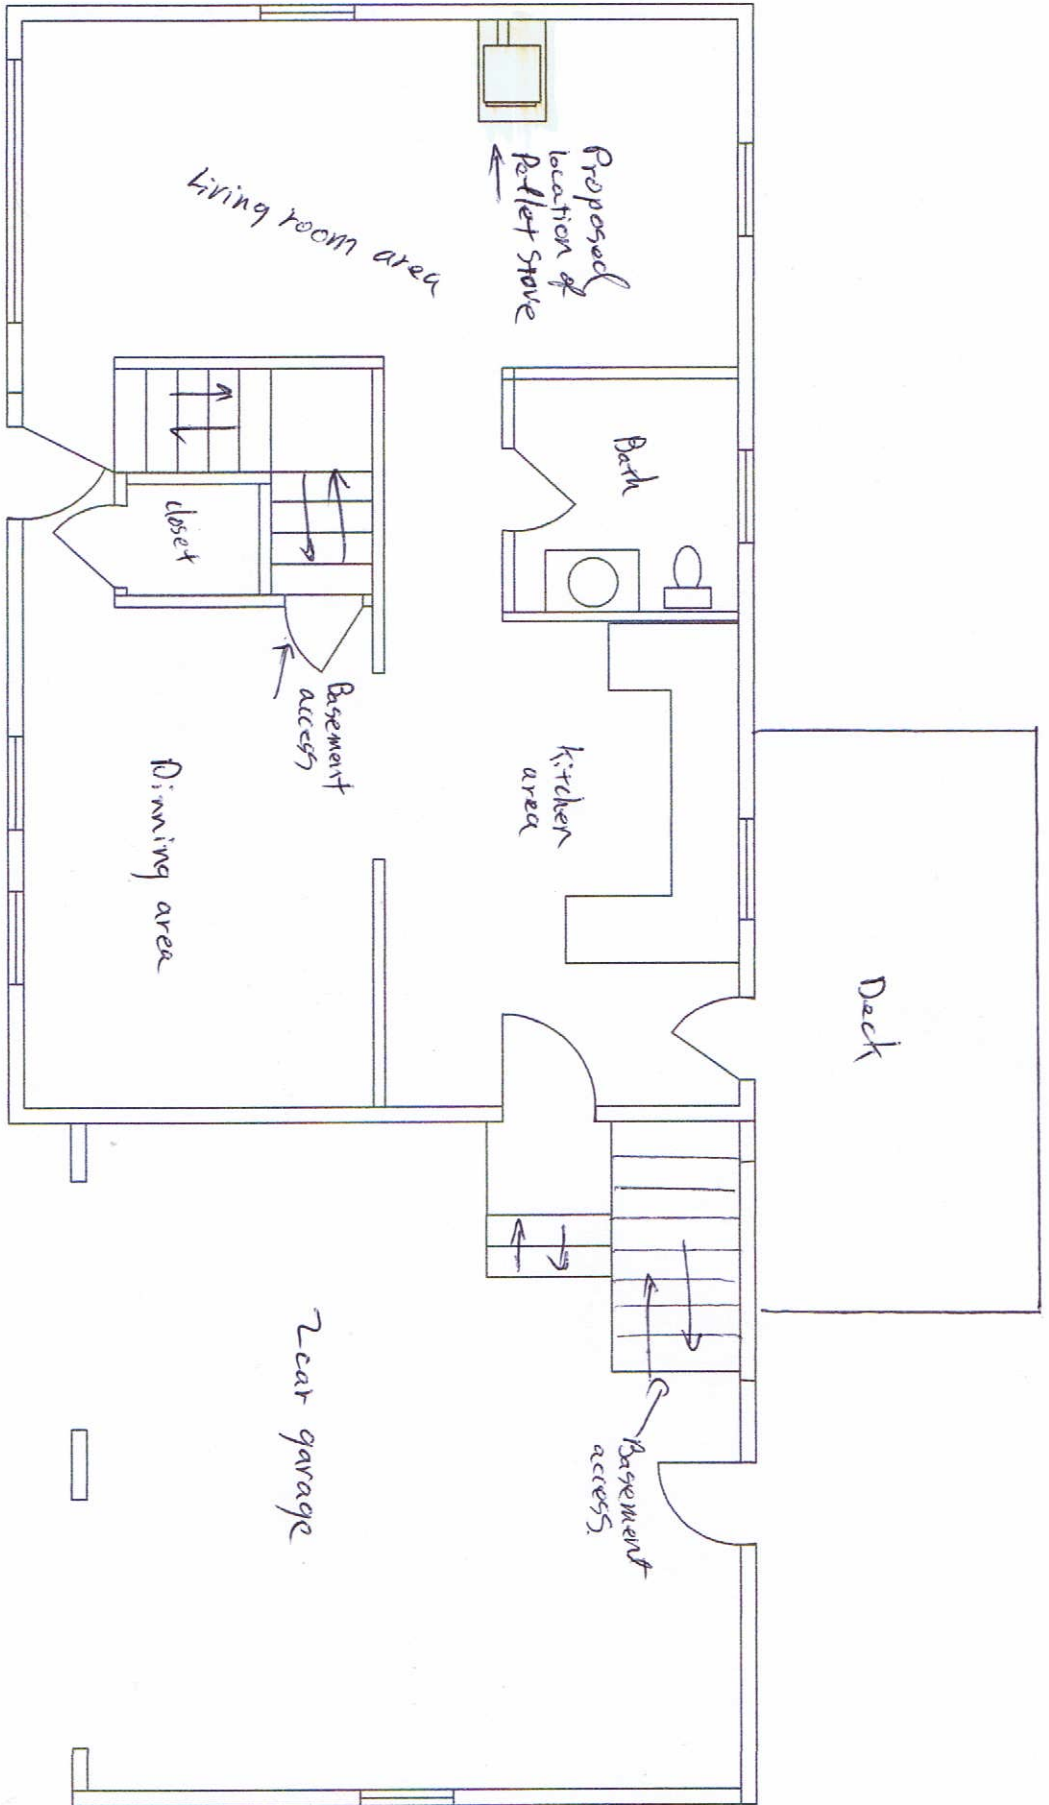 Deck
Bath
Proposed
location of
Pellet Stove
Living room area
closet
Kitchen
area
Basement
access
Dinning area
Basement
access.
2 car garage